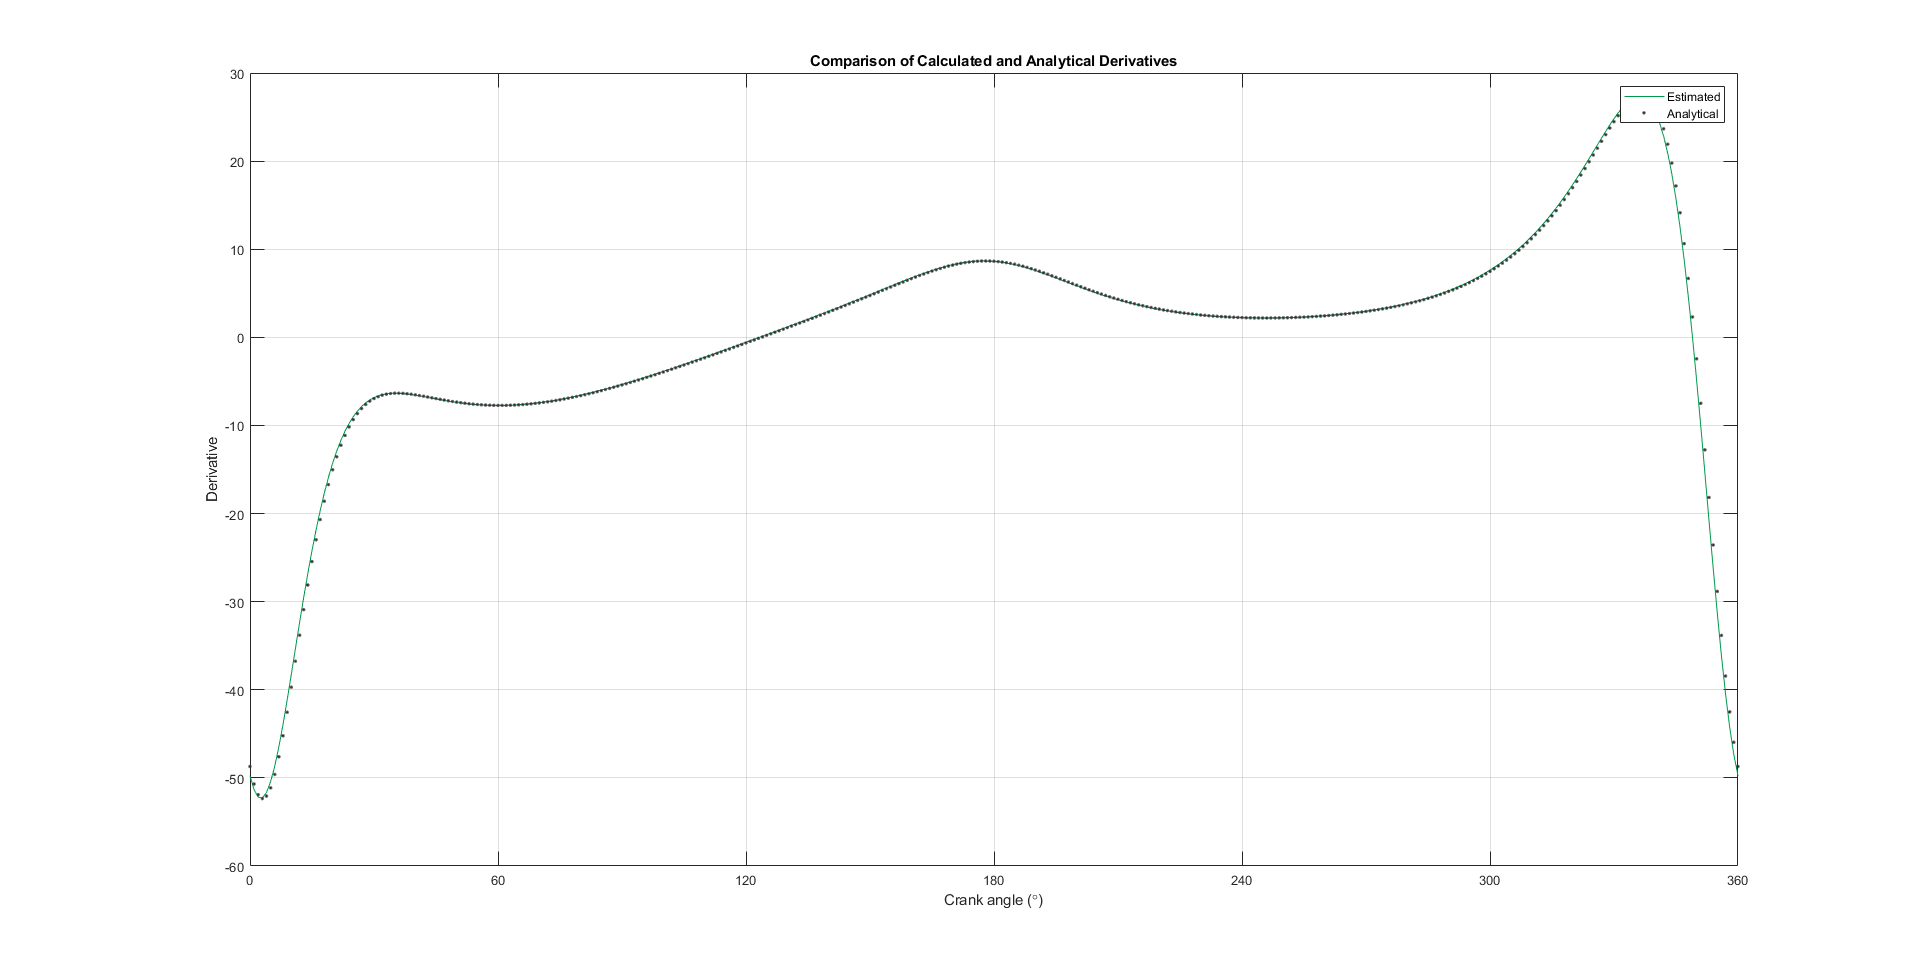 Comparison of Calculated and Analytical Derivatives
30
20
10
0
-10
-20
-30
-40
-50
-60
Derivative
Estimated
Analytical
0 60 120 180 240 300 360
Crank angle (°)